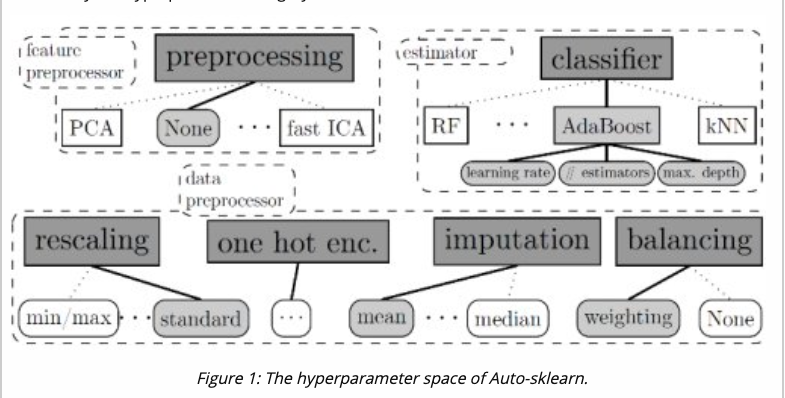 feature
preprocessor
preprocessing
PCA
None
· · ·
fast ICA
estimator
classifier
RF
· · ·
AdaBoost
kNN
learning rate
# estimators
max. depth
data
preprocessor
rescaling
one hot enc.
imputation
balancing
min/max
· · ·
standard
· · ·
mean
· · ·
median
weighting
None
Figure 1: The hyperparameter space of Auto-sklearn.